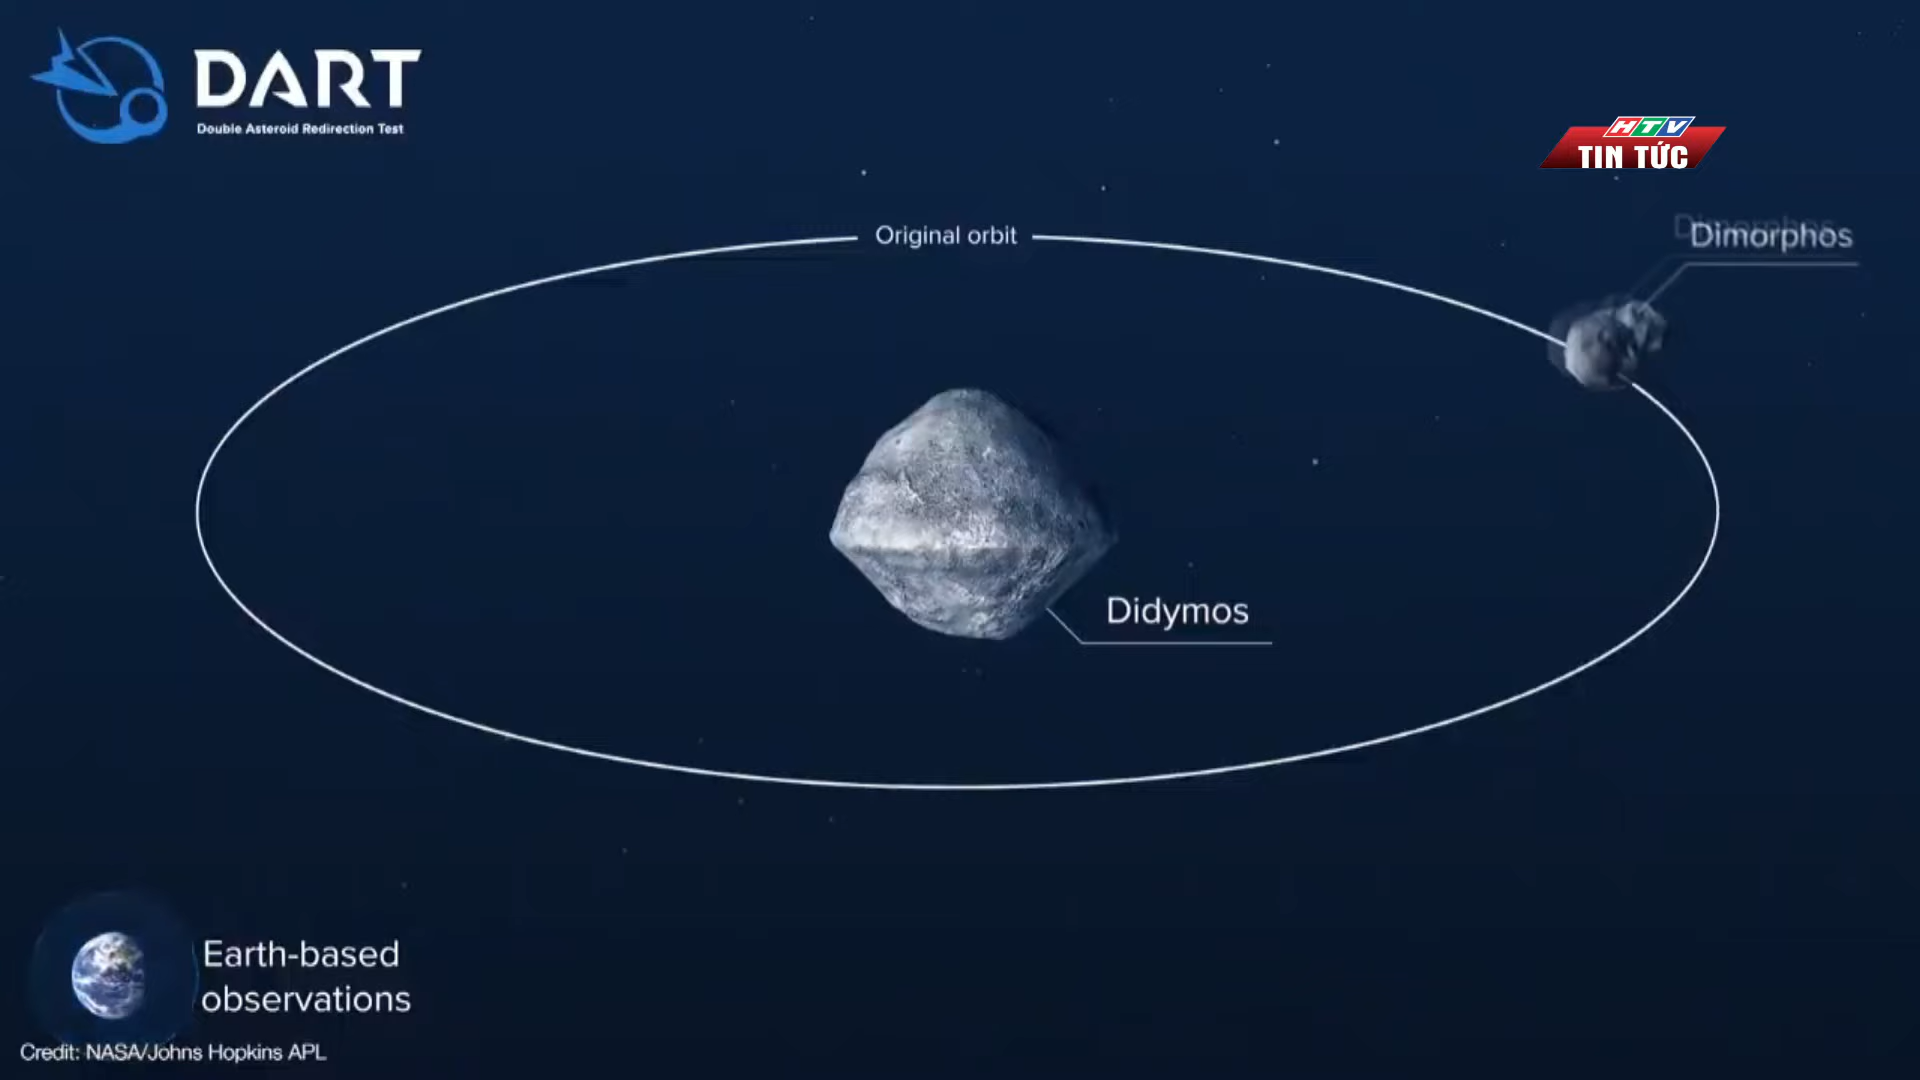 DART
Double Asteroid Redirection Test
HTV
TIN TỨC
Original orbit
Dimorphos
Dimorphos
Didymos
Earth-based
observations
Credit: NASA/Johns Hopkins APL